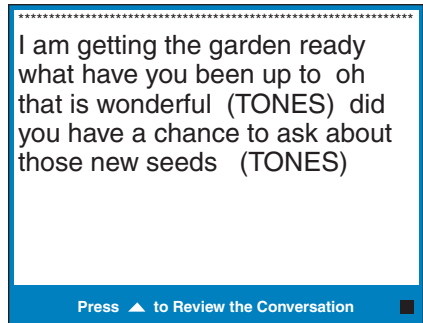 ****************************************************************
I am getting the garden ready
what have you been up to  oh
that is wonderful  (TONES)  did
you have a chance to ask about
those new seeds   (TONES)
Press ▲ to Review the Conversation